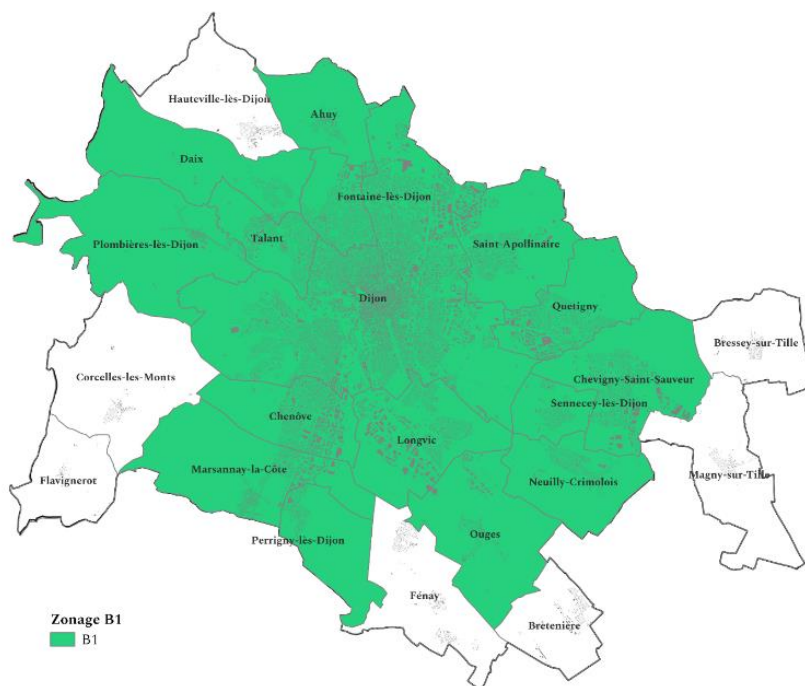 Hauteville-lès-Dijon
Ahuy
Daix
Fontaine-lès-Dijon
Plombières-lès-Dijon
Talant
Saint-Apollinaire
Dijon
Quetigny
Bressey-sur-Tille
Corcelles-les-Monts
Chevigny-Saint-Sauveur
Sennecey-lès-Dijon
Chenôve
Longvic
Marsannay-la-Côte
Flavignerot
Neuilly-Crimolois
Magny-sur-Tille
Perrigny-lès-Dijon
Ouges
Fénay
Bretenière
Zonage B1
B1